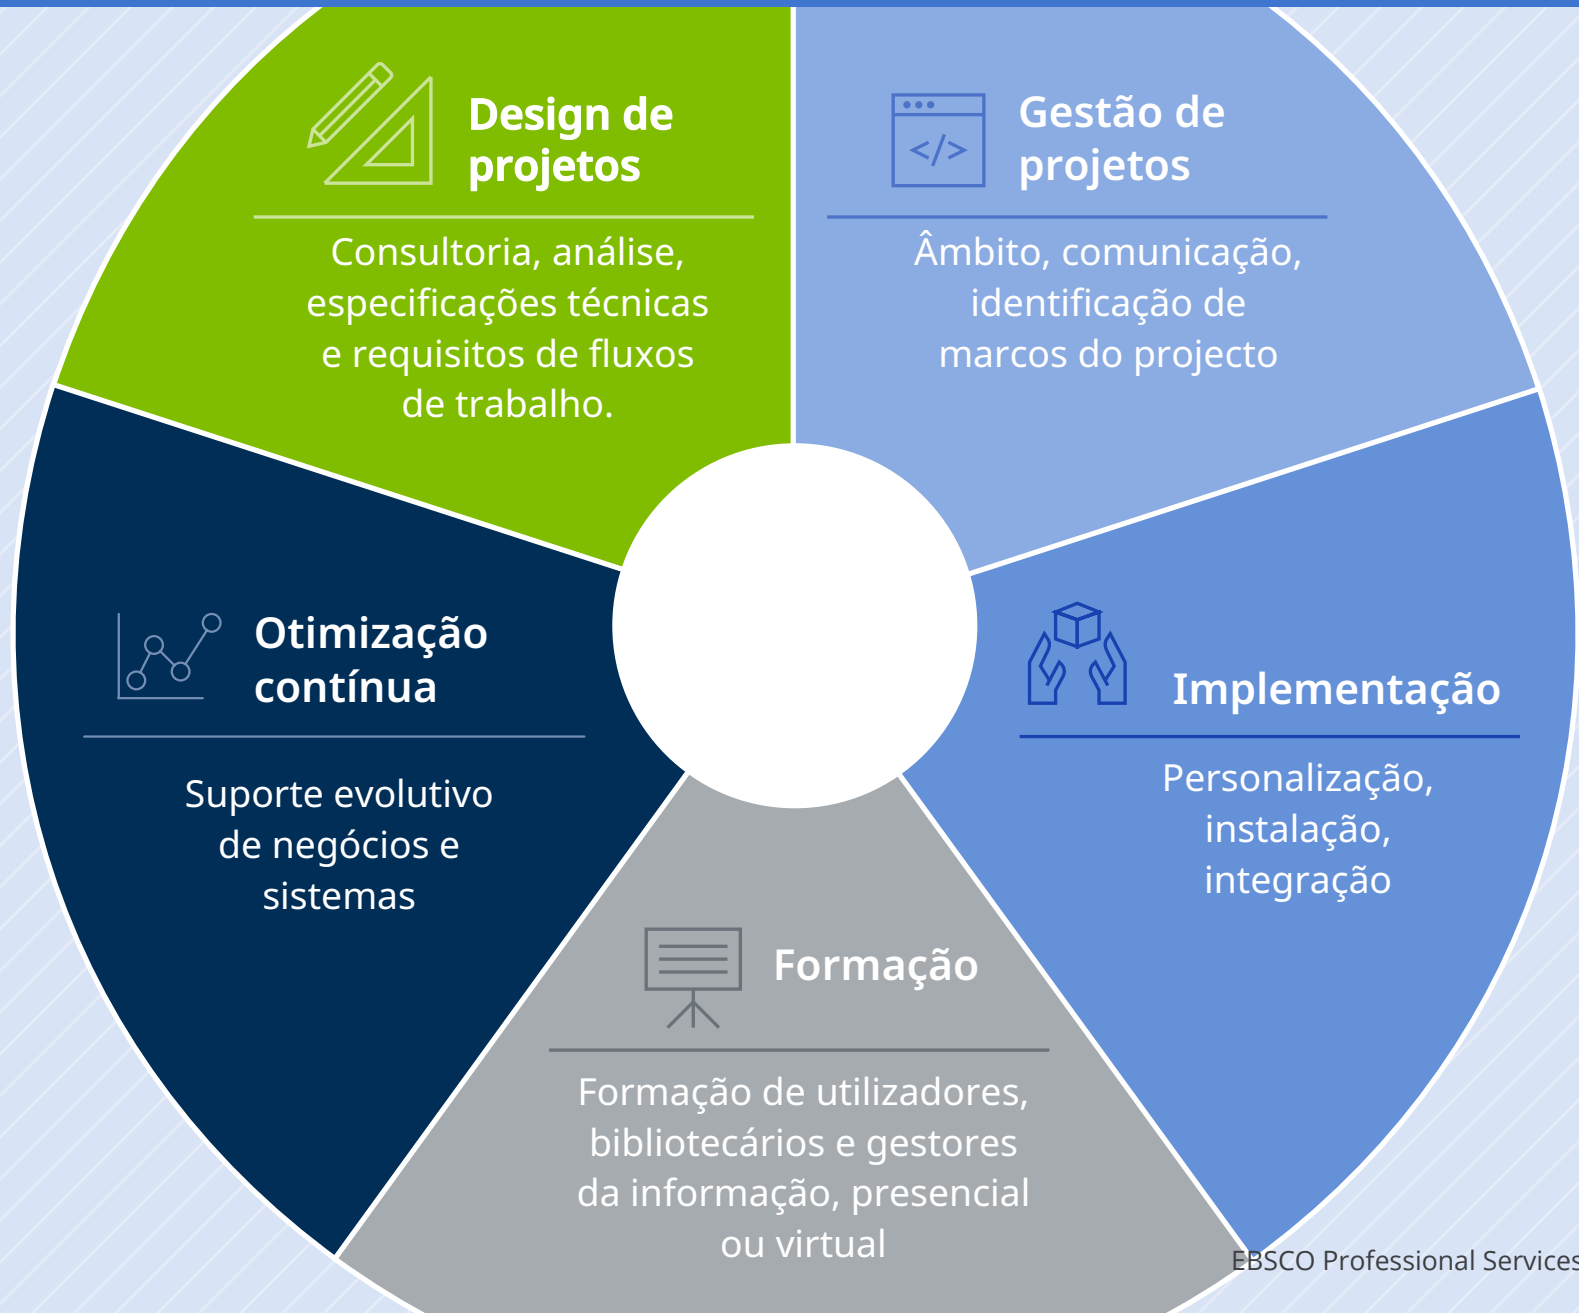 Design de
projetos
Consultoria, análise,
especificações técnicas
e requisitos de fluxos
de trabalho.
Gestão de
projetos
</>
Âmbito, comunicação,
identificação de
marcos do projecto
Otimização
contínua
Suporte evolutivo
de negócios e
sistemas
Implementação
Personalização,
instalação,
integração
Formação
Formação de utilizadores,
bibliotecários e gestores
da informação, presencial
ou virtual
EBSCO Professional Services